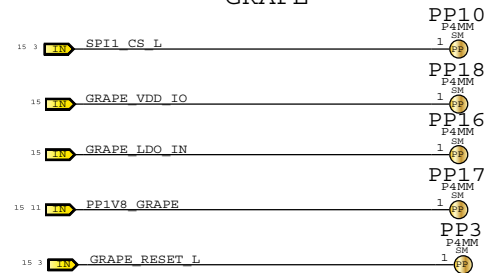 GRAPE
PP10
P4MM
SM
15 3 IN SPI1_CS_L 1 PP
PP18
P4MM
SM
15 IN GRAPE_VDD_IO 1 PP
PP16
P4MM
SM
15 IN GRAPE_LDO_IN 1 PP
PP17
P4MM
SM
15 11 IN PP1V8_GRAPE 1 PP
PP3
P4MM
SM
15 3 IN GRAPE_RESET_L 1 PP